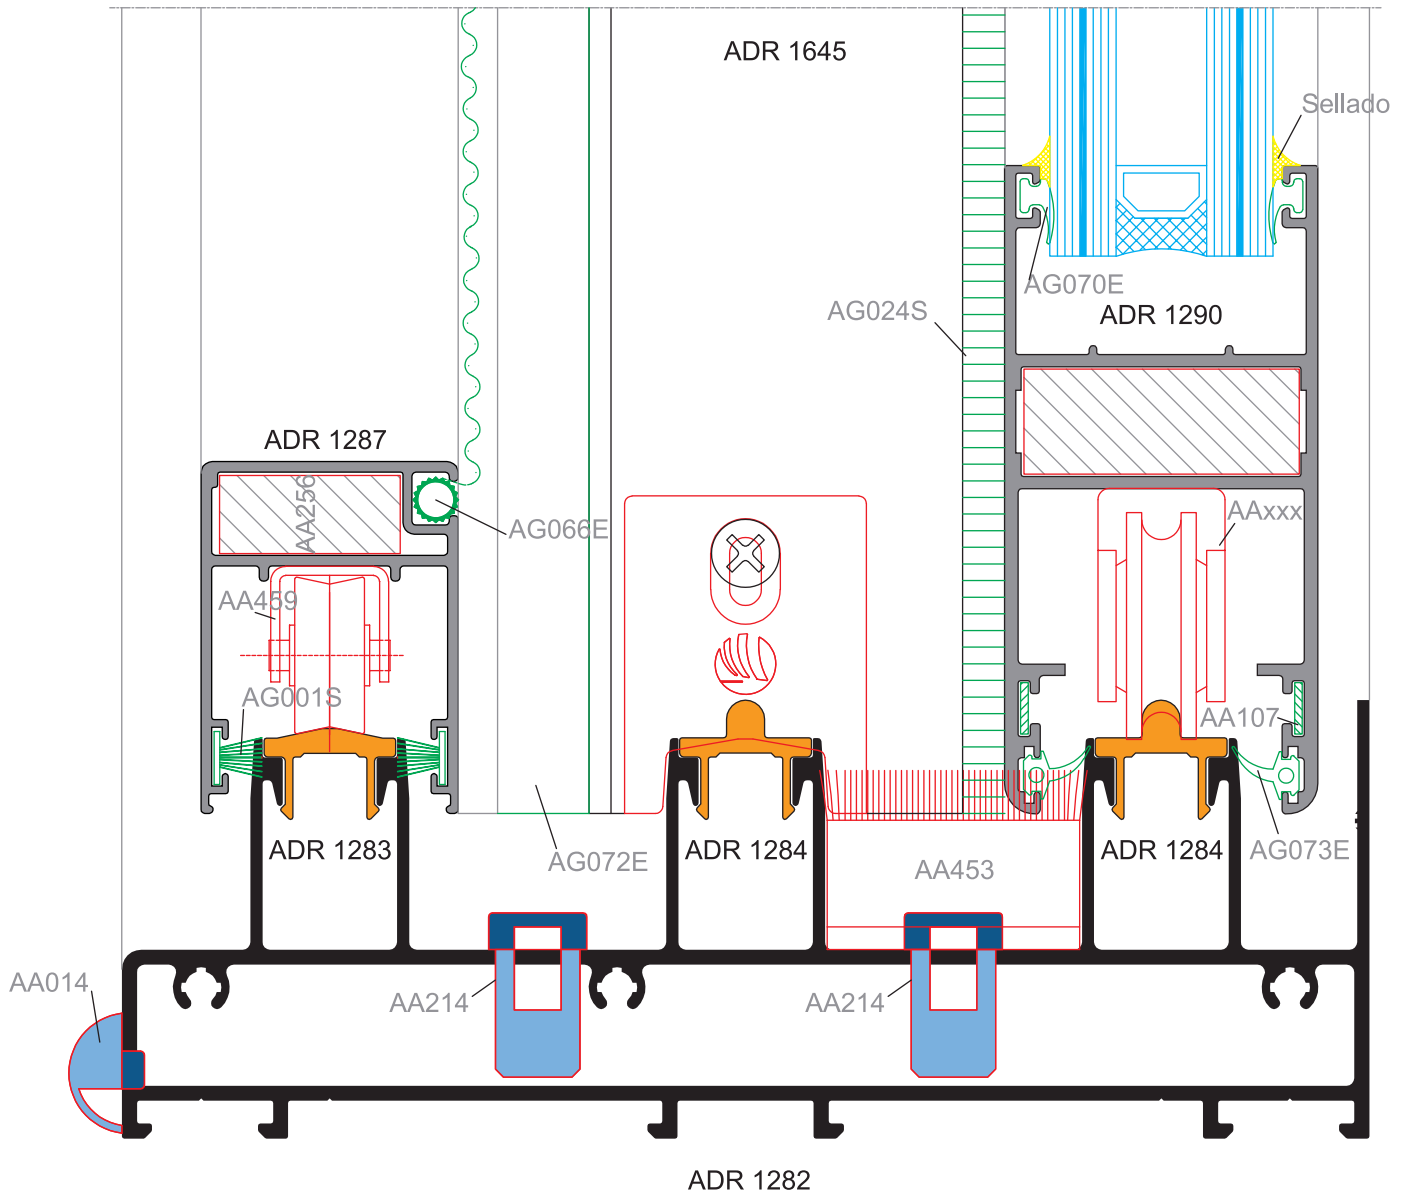 ADR 1645
Sellado
AG070E
AG024S
ADR 1290
ADR 1287
AA256
AG066E
AAxxx
AA459
AG001S
AA107
ADR 1283
AG072E
ADR 1284
AA453
ADR 1284
AG073E
AA014
AA214
AA214
ADR 1282